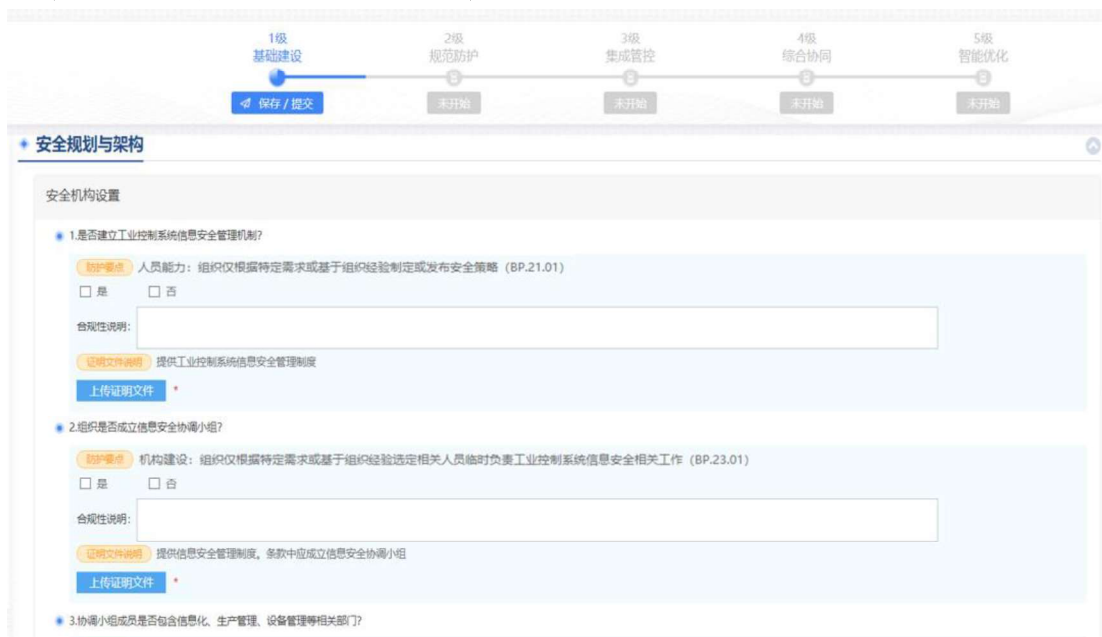 1级 2级 3级 4级 5级
基础建设 规范防护 集成管控 综合协同 智能优化
保存 / 提交 未开始 未开始 未开始 未开始
安全规划与架构
安全机构设置
1.是否建立工业控制系统信息安全管理机制?
防护要点 人员能力：组织仅根据特定需求或基于组织经验制定或发布安全策略（BP.21.01）
是 否
合规性说明:
证明文件说明 提供工业控制系统信息安全管理制度
上传证明文件 *
2.组织是否成立信息安全协调小组?
防护要点 机构建设：组织仅根据特定需求或基于组织经验选定相关人员临时负责工业控制系统信息安全相关工作（BP.23.01）
是 否
合规性说明:
证明文件说明 提供信息安全管理制度。条款中应成立信息安全协调小组
上传证明文件 *
3.协调小组成员是否包含信息化、生产管理、设备管理等相关部门?